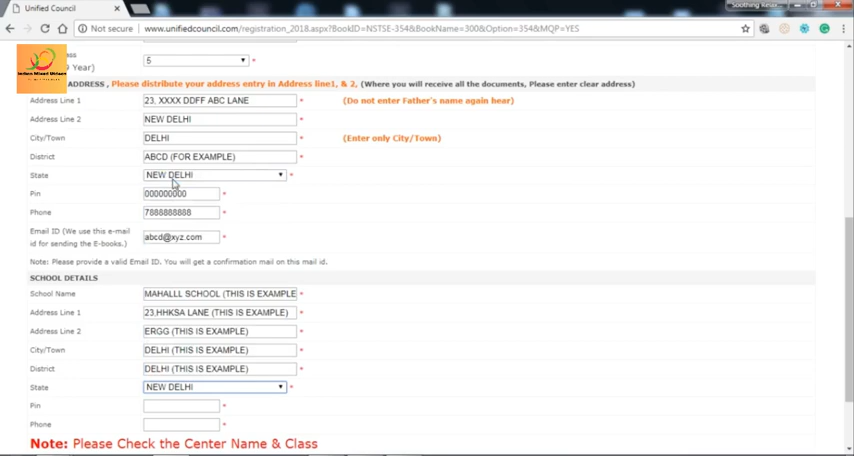 Unified Council
Soothing Relax...
Not secure www.unifiedcouncil.com/registration_2018.aspx?BookID=NSTSE-354&BookName=300&Option=354&MQP=YES
5 *
Year)
ADDRESS , Please distribute your address entry in Address line1, & 2, (Where you will receive all the documents, Please enter clear address)
Address Line 1 23, XXXX DDFF ABC LANE * (Do not enter Father's name again hear)
Address Line 2 NEW DELHI *
City/Town DELHI * (Enter only City/Town)
District ABCD (FOR EXAMPLE) *
State NEW DELHI *
Pin 000000000 *
Phone 7888888888 *
Email ID (We use this e-mail
id for sending the E-books.) abcd@xyz.com *
Note: Please provide a valid Email ID. You will get a confirmation mail on this mail id.
SCHOOL DETAILS
School Name MAHALLL SCHOOL (THIS IS EXAMPLE *
Address Line 1 23,HHKSA LANE (THIS IS EXAMPLE) *
Address Line 2 ERGG (THIS IS EXAMPLE) *
City/Town DELHI (THIS IS EXAMPLE) *
District DELHI (THIS IS EXAMPLE) *
State NEW DELHI *
Pin *
Phone *
Note: Please Check the Center Name & Class